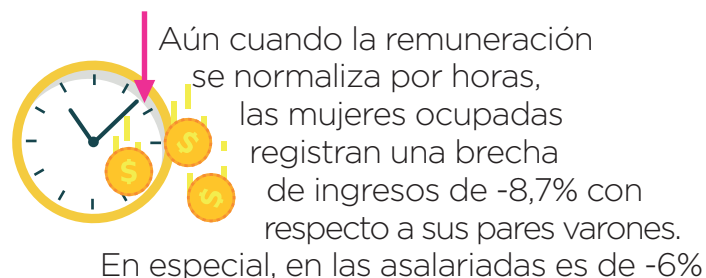 Aún cuando la remuneración
se normaliza por horas,
las mujeres ocupadas
registran una brecha
de ingresos de -8,7% con
respecto a sus pares varones.
En especial, en las asalariadas es de -6%
$
$
$